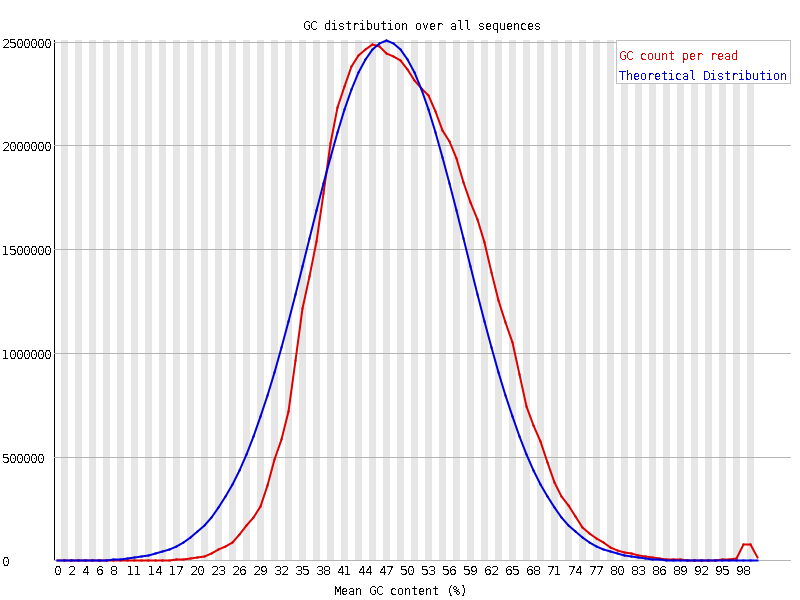 GC distribution over all sequences
GC count per read
Theoretical Distribution
2500000
2000000
1500000
1000000
500000
0
0 2 4 6 8 11 14 17 20 23 26 29 32 35 38 41 44 47 50 53 56 59 62 65 68 71 74 77 80 83 86 89 92 95 98
Mean GC content (%)